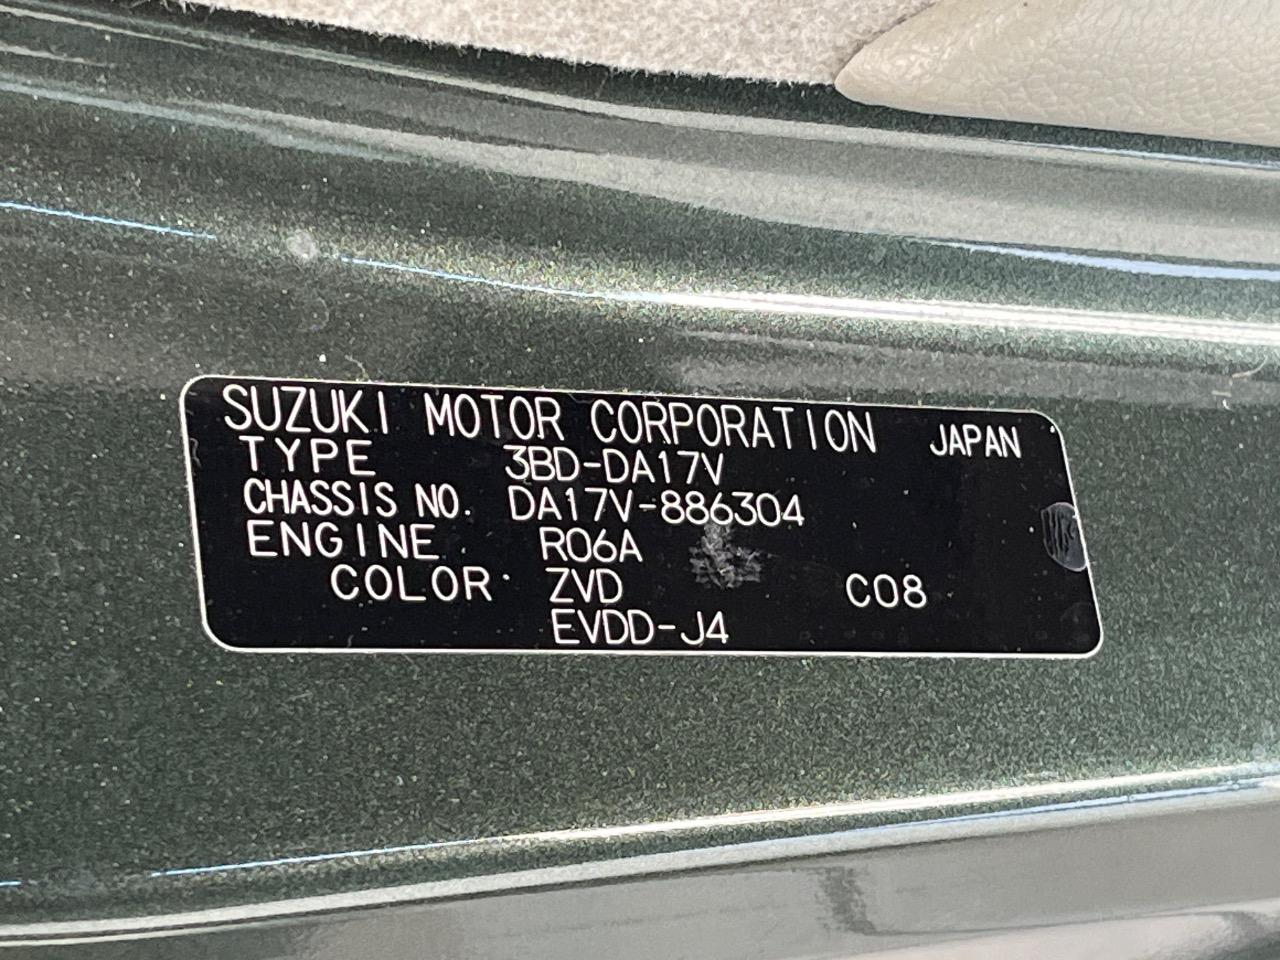 SUZUKI MOTOR CORPORATION JAPAN
TYPE 3BD-DA17V
CHASSIS NO. DA17V-886304
ENGINE R06A
COLOR ZVD C08
EVDD-J4